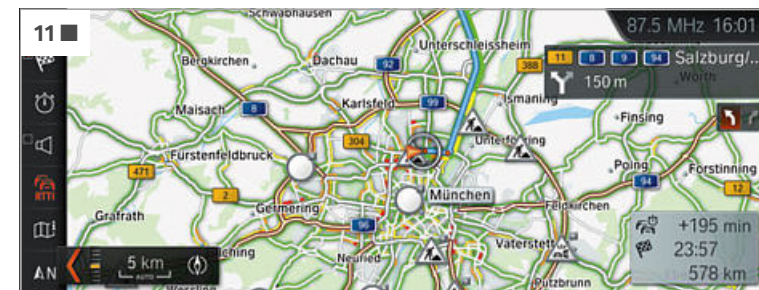 11
Schwabhausen
87.5 MHz 16:01
Unterschleissheim
11 8 9 94 Salzburg/..
Bergkirchen
Dachau
92
388
150 m
Wörth
Maisach
8
Karlsfeld
99
Ismaning
Finsing
304
Unterföhring
Fürstenfeldbruck
471
Poing
Forstinning
RTTI
94
2
12
München
Grafrath
Germering
Feldkirchen
96
+195 min
Vaterstett
23:57
5 km
AUTO
Neuried
N
Putzbrunn
578 km